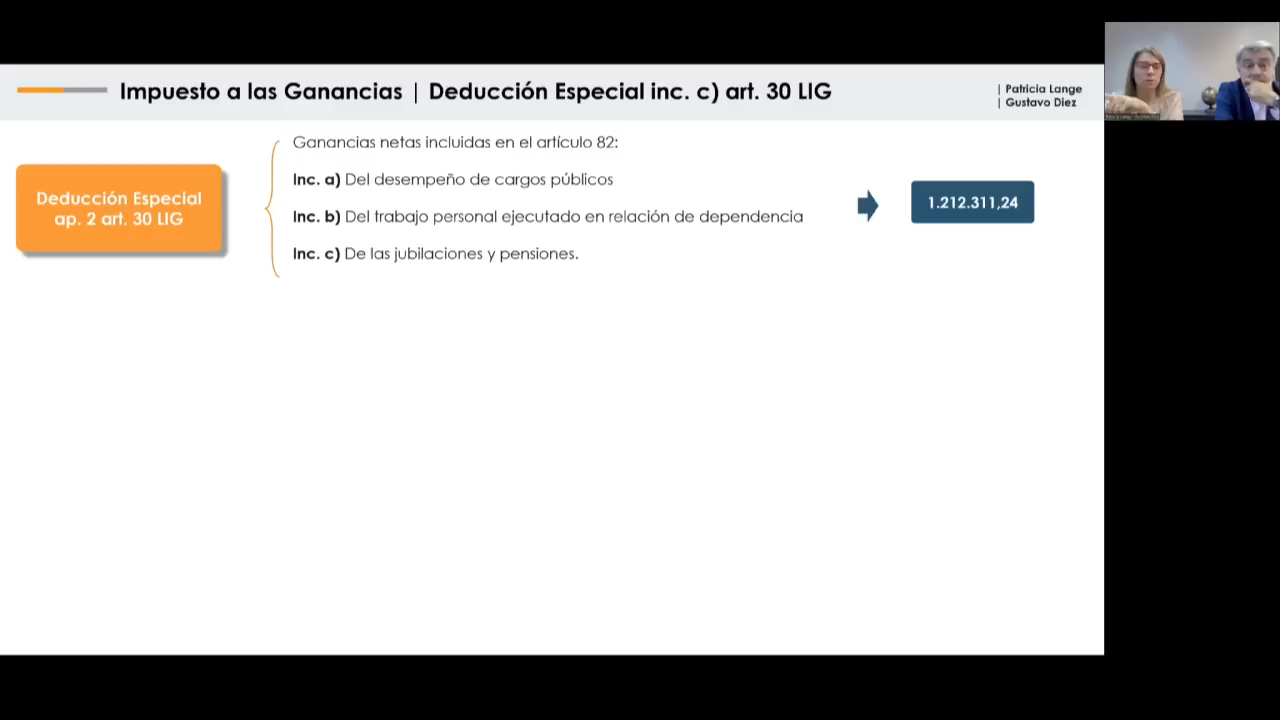 Impuesto a las Ganancias | Deducción Especial inc. c) art. 30 LIG
| Patricia Lange
| Gustavo Diez
Deducción Especial
ap. 2 art. 30 LIG
Ganancias netas incluidas en el artículo 82:
Inc. a) Del desempeño de cargos públicos
Inc. b) Del trabajo personal ejecutado en relación de dependencia
Inc. c) De las jubilaciones y pensiones.
1.212.311,24